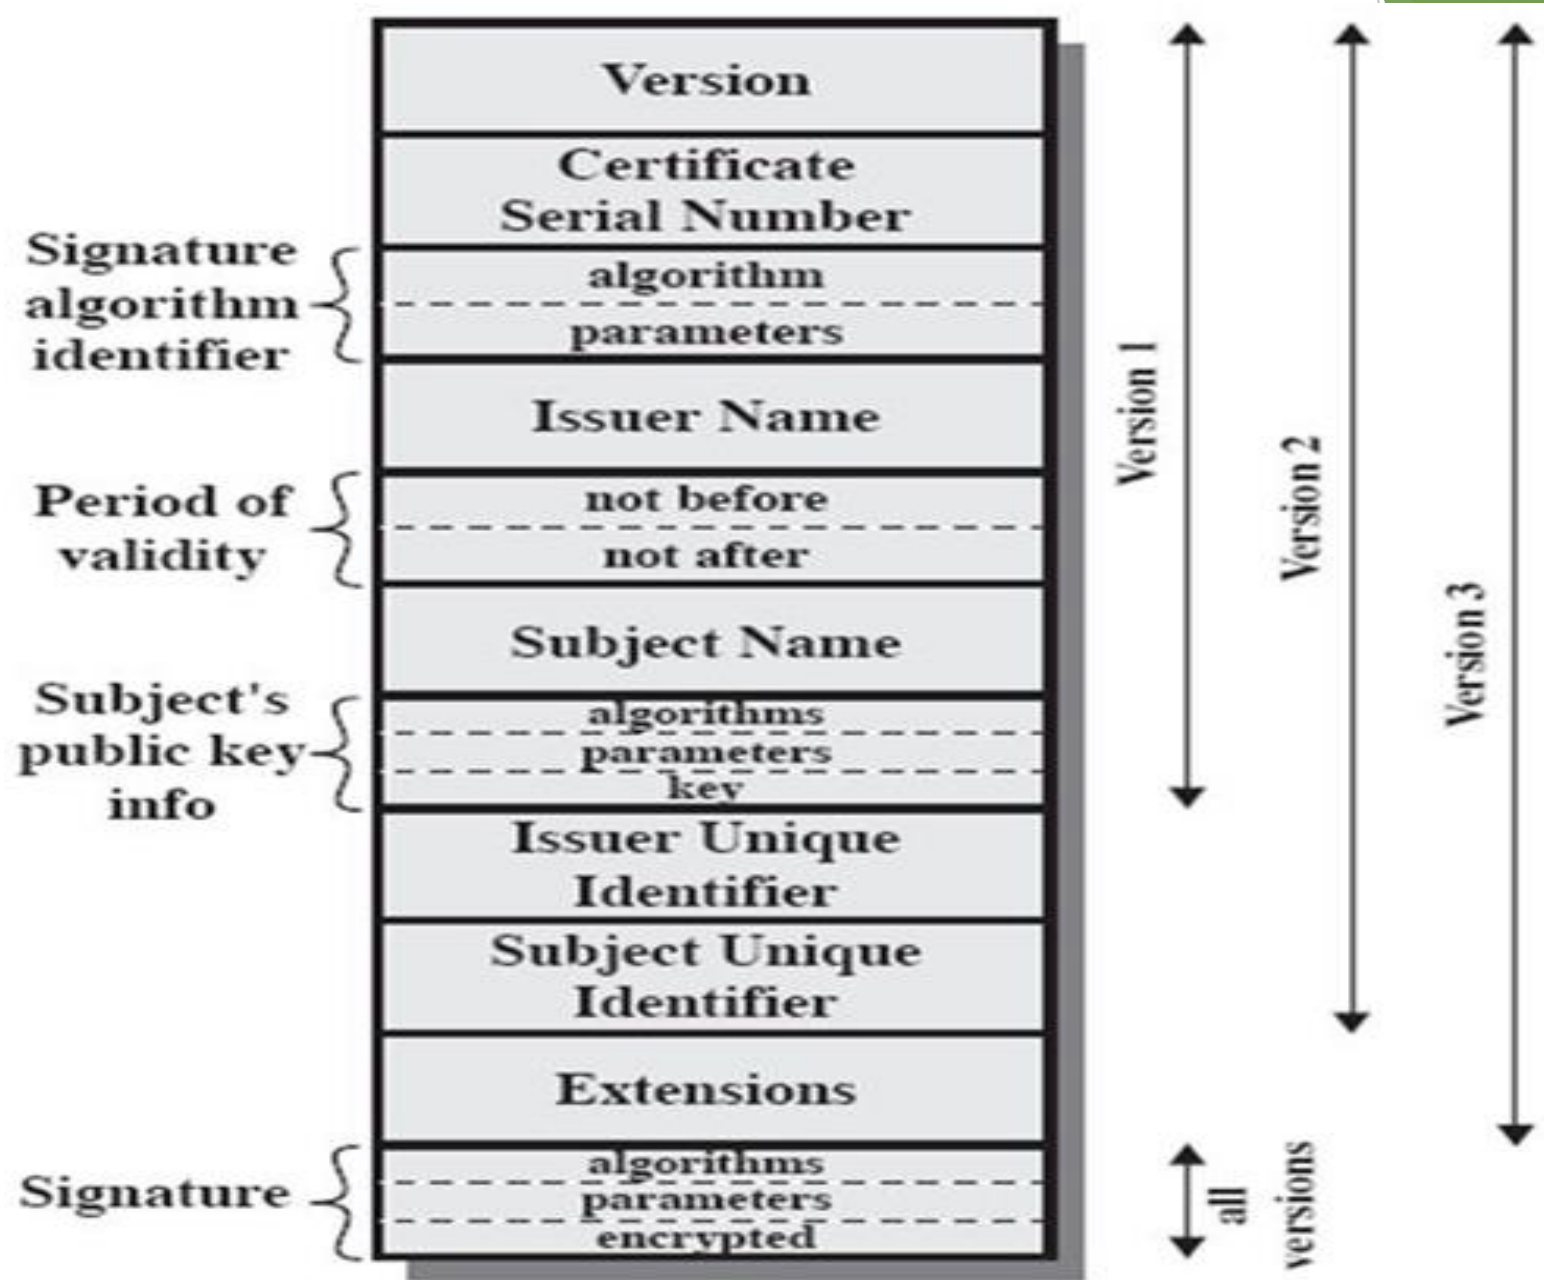 Version
Certificate
Serial Number
Signature
algorithm
identifier
algorithm
parameters
Issuer Name
Period of
validity
not before
not after
Subject Name
Subject's
public key
info
algorithms
parameters
key
Issuer Unique
Identifier
Subject Unique
Identifier
Extensions
Signature
algorithms
parameters
encrypted
Version 1
Version 2
Version 3
all
versions